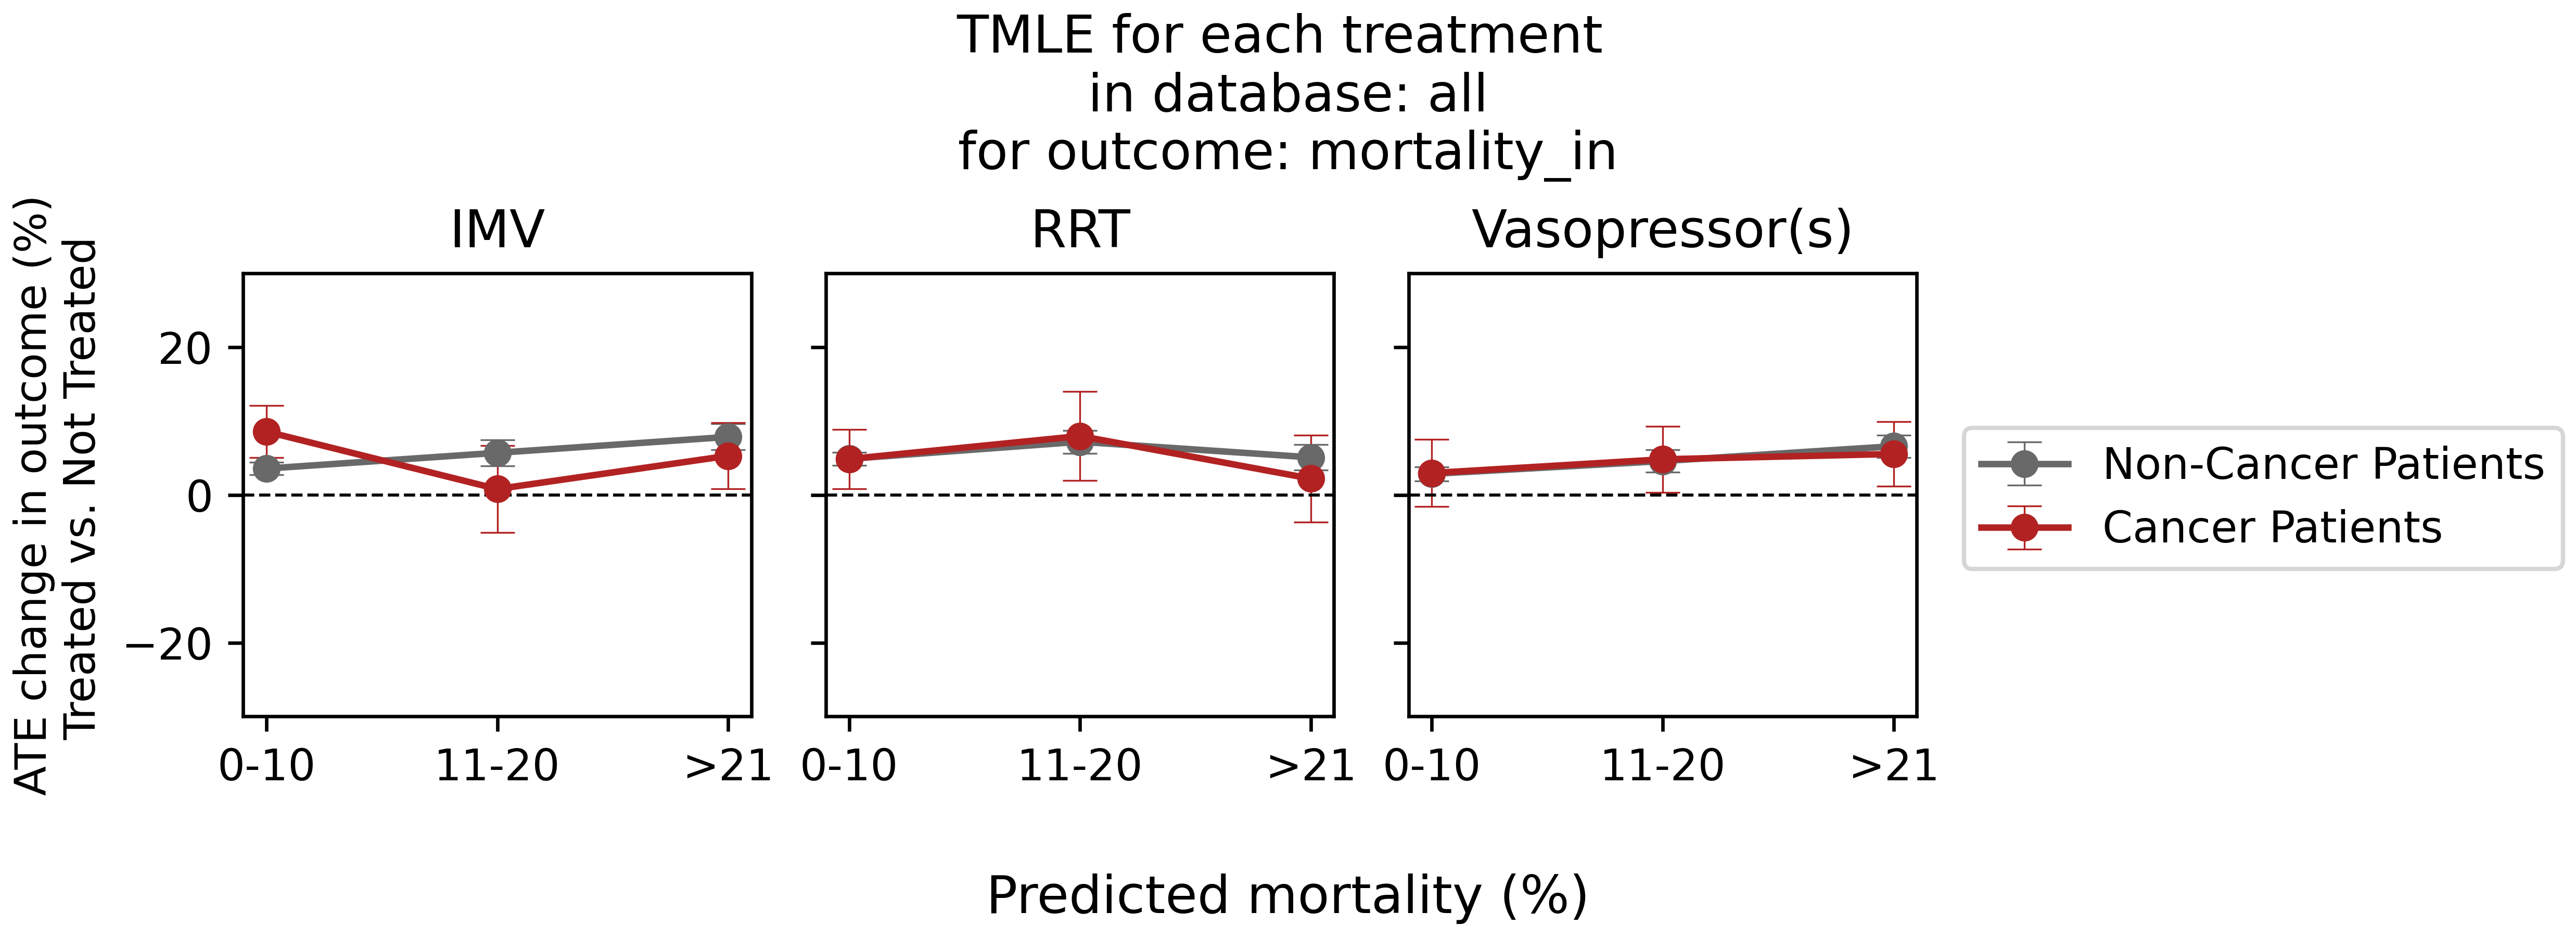 TMLE for each treatment
in database: all
for outcome: mortality_in
ATE change in outcome (%)
Treated vs. Not Treated
IMV
RRT
Vasopressor(s)
20
0
−20
0-10
11-20
>21
0-10
11-20
>21
0-10
11-20
>21
Non-Cancer Patients
Cancer Patients
Predicted mortality (%)